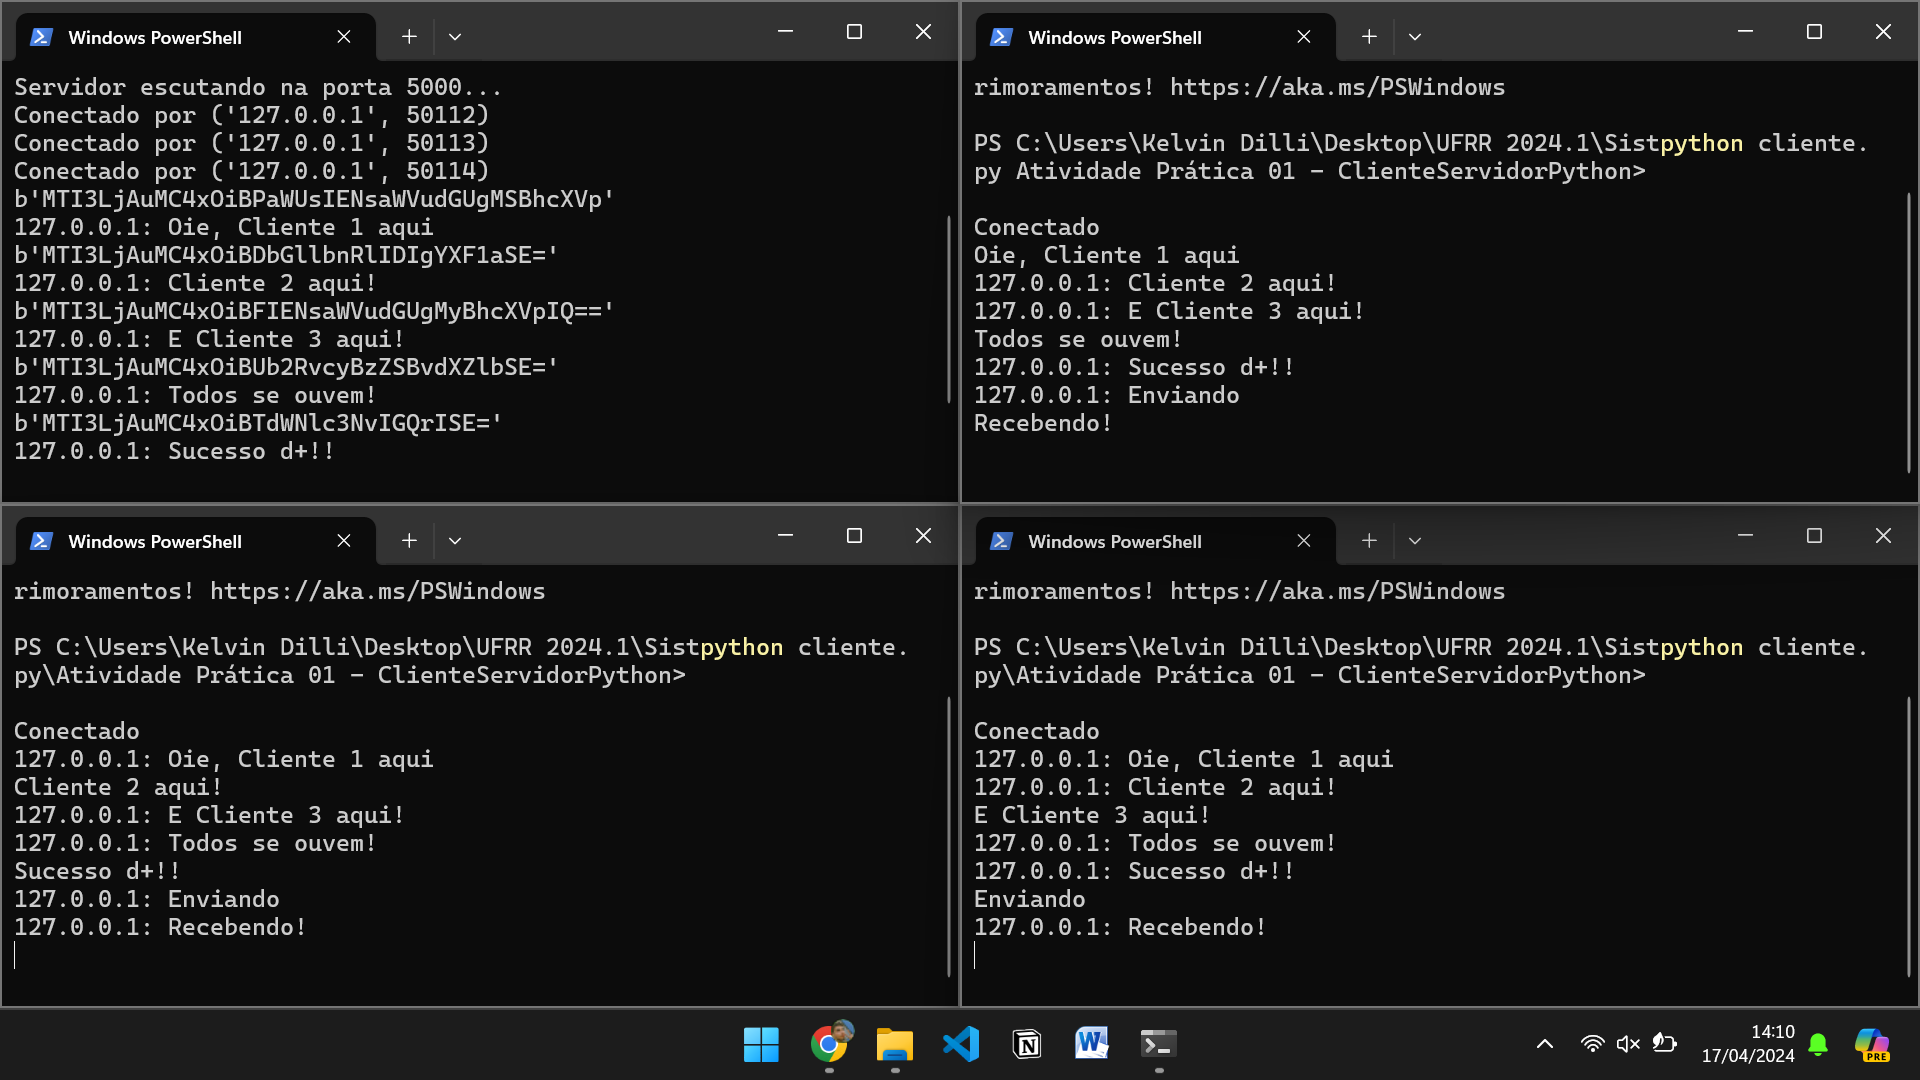 Windows PowerShell
Servidor escutando na porta 5000...
Conectado por ('127.0.0.1', 50112)
Conectado por ('127.0.0.1', 50113)
Conectado por ('127.0.0.1', 50114)
b'MTI3LjAuMC4xOiBPaWUsIENsaWVudGUgMSBhcXVp'
127.0.0.1: Oie, Cliente 1 aqui
b'MTI3LjAuMC4xOiBDbGllbnRlIDIgYXF1aSE='
127.0.0.1: Cliente 2 aqui!
b'MTI3LjAuMC4xOiBFIENsaWVudGUgMyBhcXVpIQ=='
127.0.0.1: E Cliente 3 aqui!
b'MTI3LjAuMC4xOiBUb2RvcyBzZSBvdXZlbSE='
127.0.0.1: Todos se ouvem!
b'MTI3LjAuMC4xOiBTdWNlc3NvIGQrISE='
127.0.0.1: Sucesso d+!!
Windows PowerShell
rimoramentos! https://aka.ms/PSWindows
PS C:\Users\Kelvin Dilli\Desktop\UFRR 2024.1\Sistpython cliente.
py Atividade Prática 01 - ClienteServidorPython>
Conectado
Oie, Cliente 1 aqui
127.0.0.1: Cliente 2 aqui!
127.0.0.1: E Cliente 3 aqui!
Todos se ouvem!
127.0.0.1: Sucesso d+!!
127.0.0.1: Enviando
Recebendo!
Windows PowerShell
rimoramentos! https://aka.ms/PSWindows
PS C:\Users\Kelvin Dilli\Desktop\UFRR 2024.1\Sistpython cliente.
py\Atividade Prática 01 - ClienteServidorPython>
Conectado
127.0.0.1: Oie, Cliente 1 aqui
Cliente 2 aqui!
127.0.0.1: E Cliente 3 aqui!
127.0.0.1: Todos se ouvem!
Sucesso d+!!
127.0.0.1: Enviando
127.0.0.1: Recebendo!
Windows PowerShell
rimoramentos! https://aka.ms/PSWindows
PS C:\Users\Kelvin Dilli\Desktop\UFRR 2024.1\Sistpython cliente.
py\Atividade Prática 01 - ClienteServidorPython>
Conectado
127.0.0.1: Oie, Cliente 1 aqui
127.0.0.1: Cliente 2 aqui!
E Cliente 3 aqui!
127.0.0.1: Todos se ouvem!
127.0.0.1: Sucesso d+!!
Enviando
127.0.0.1: Recebendo!
14:10
17/04/2024
PRE